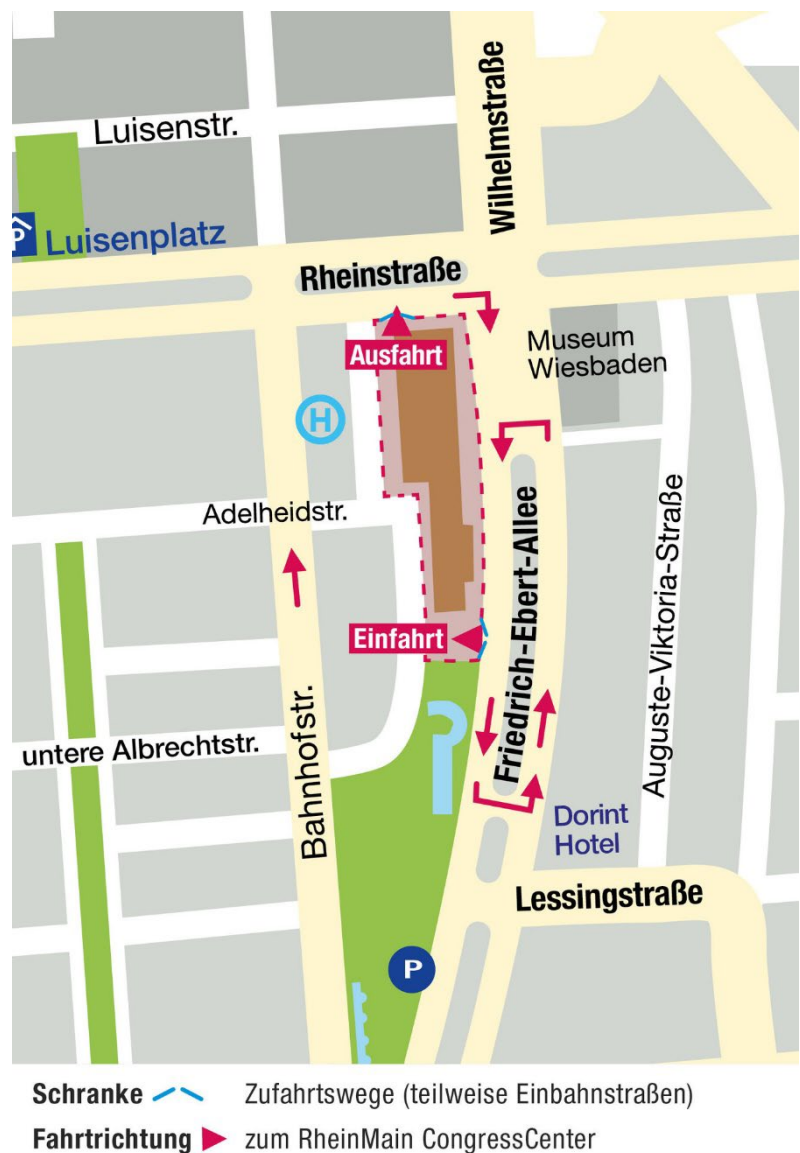 Luisenstr.
Wilhelmstraße
P
Luisenplatz
Rheinstraße
Ausfahrt
Museum
Wiesbaden
H
Adelheidstr.
Friedrich-Ebert-Allee
Auguste-Viktoria-Straße
Einfahrt
untere Albrechtstr.
Bahnhofstr.
Dorint
Hotel
Lessingstraße
P
Schranke Zufahrtswege (teilweise Einbahnstraßen)
Fahrtrichtung zum RheinMain CongressCenter